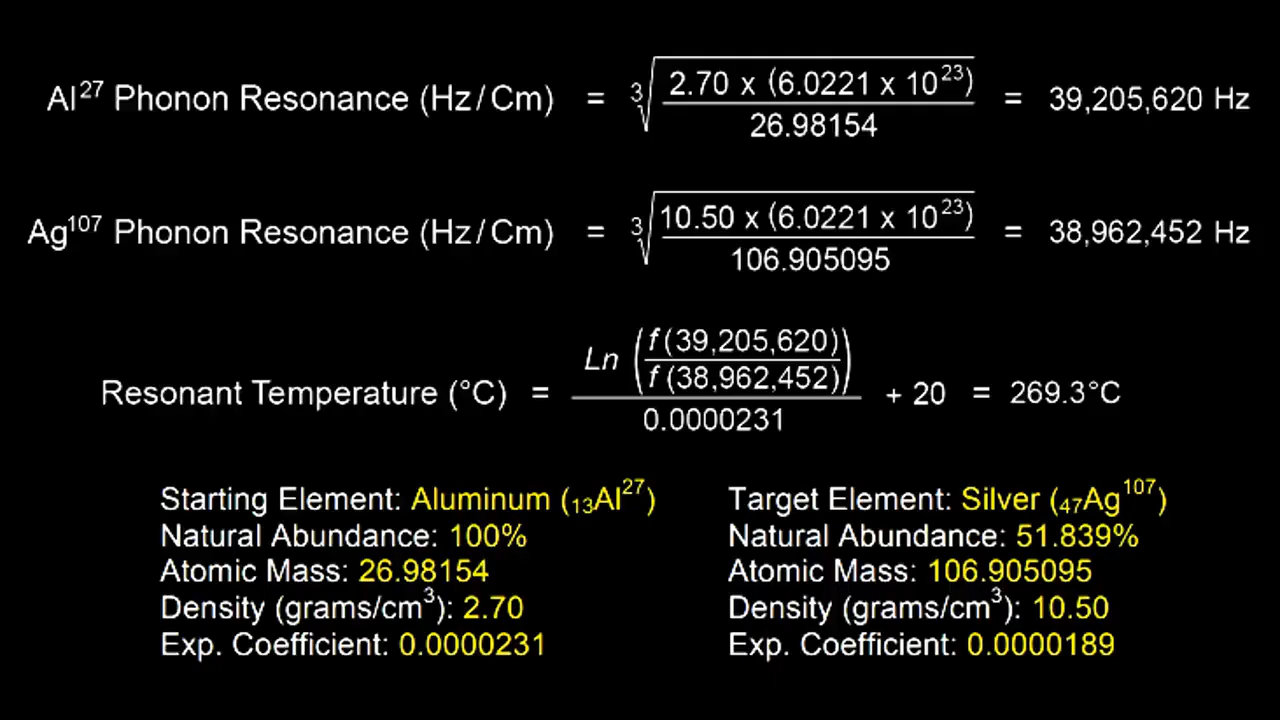 Al²⁷ Phonon Resonance (Hz/Cm) = ∛(2.70 x (6.0221 x 10²³) / 26.98154) = 39,205,620 Hz
Ag¹⁰⁷ Phonon Resonance (Hz/Cm) = ∛(10.50 x (6.0221 x 10²³) / 106.905095) = 38,962,452 Hz
Resonant Temperature (°C) = Ln (f(39,205,620) / f(38,962,452)) / 0.0000231 + 20 = 269.3°C
Starting Element: Aluminum (₁₃Al²⁷)
Natural Abundance: 100%
Atomic Mass: 26.98154
Density (grams/cm³): 2.70
Exp. Coefficient: 0.0000231
Target Element: Silver (₄₇Ag¹⁰⁷)
Natural Abundance: 51.839%
Atomic Mass: 106.905095
Density (grams/cm³): 10.50
Exp. Coefficient: 0.0000189